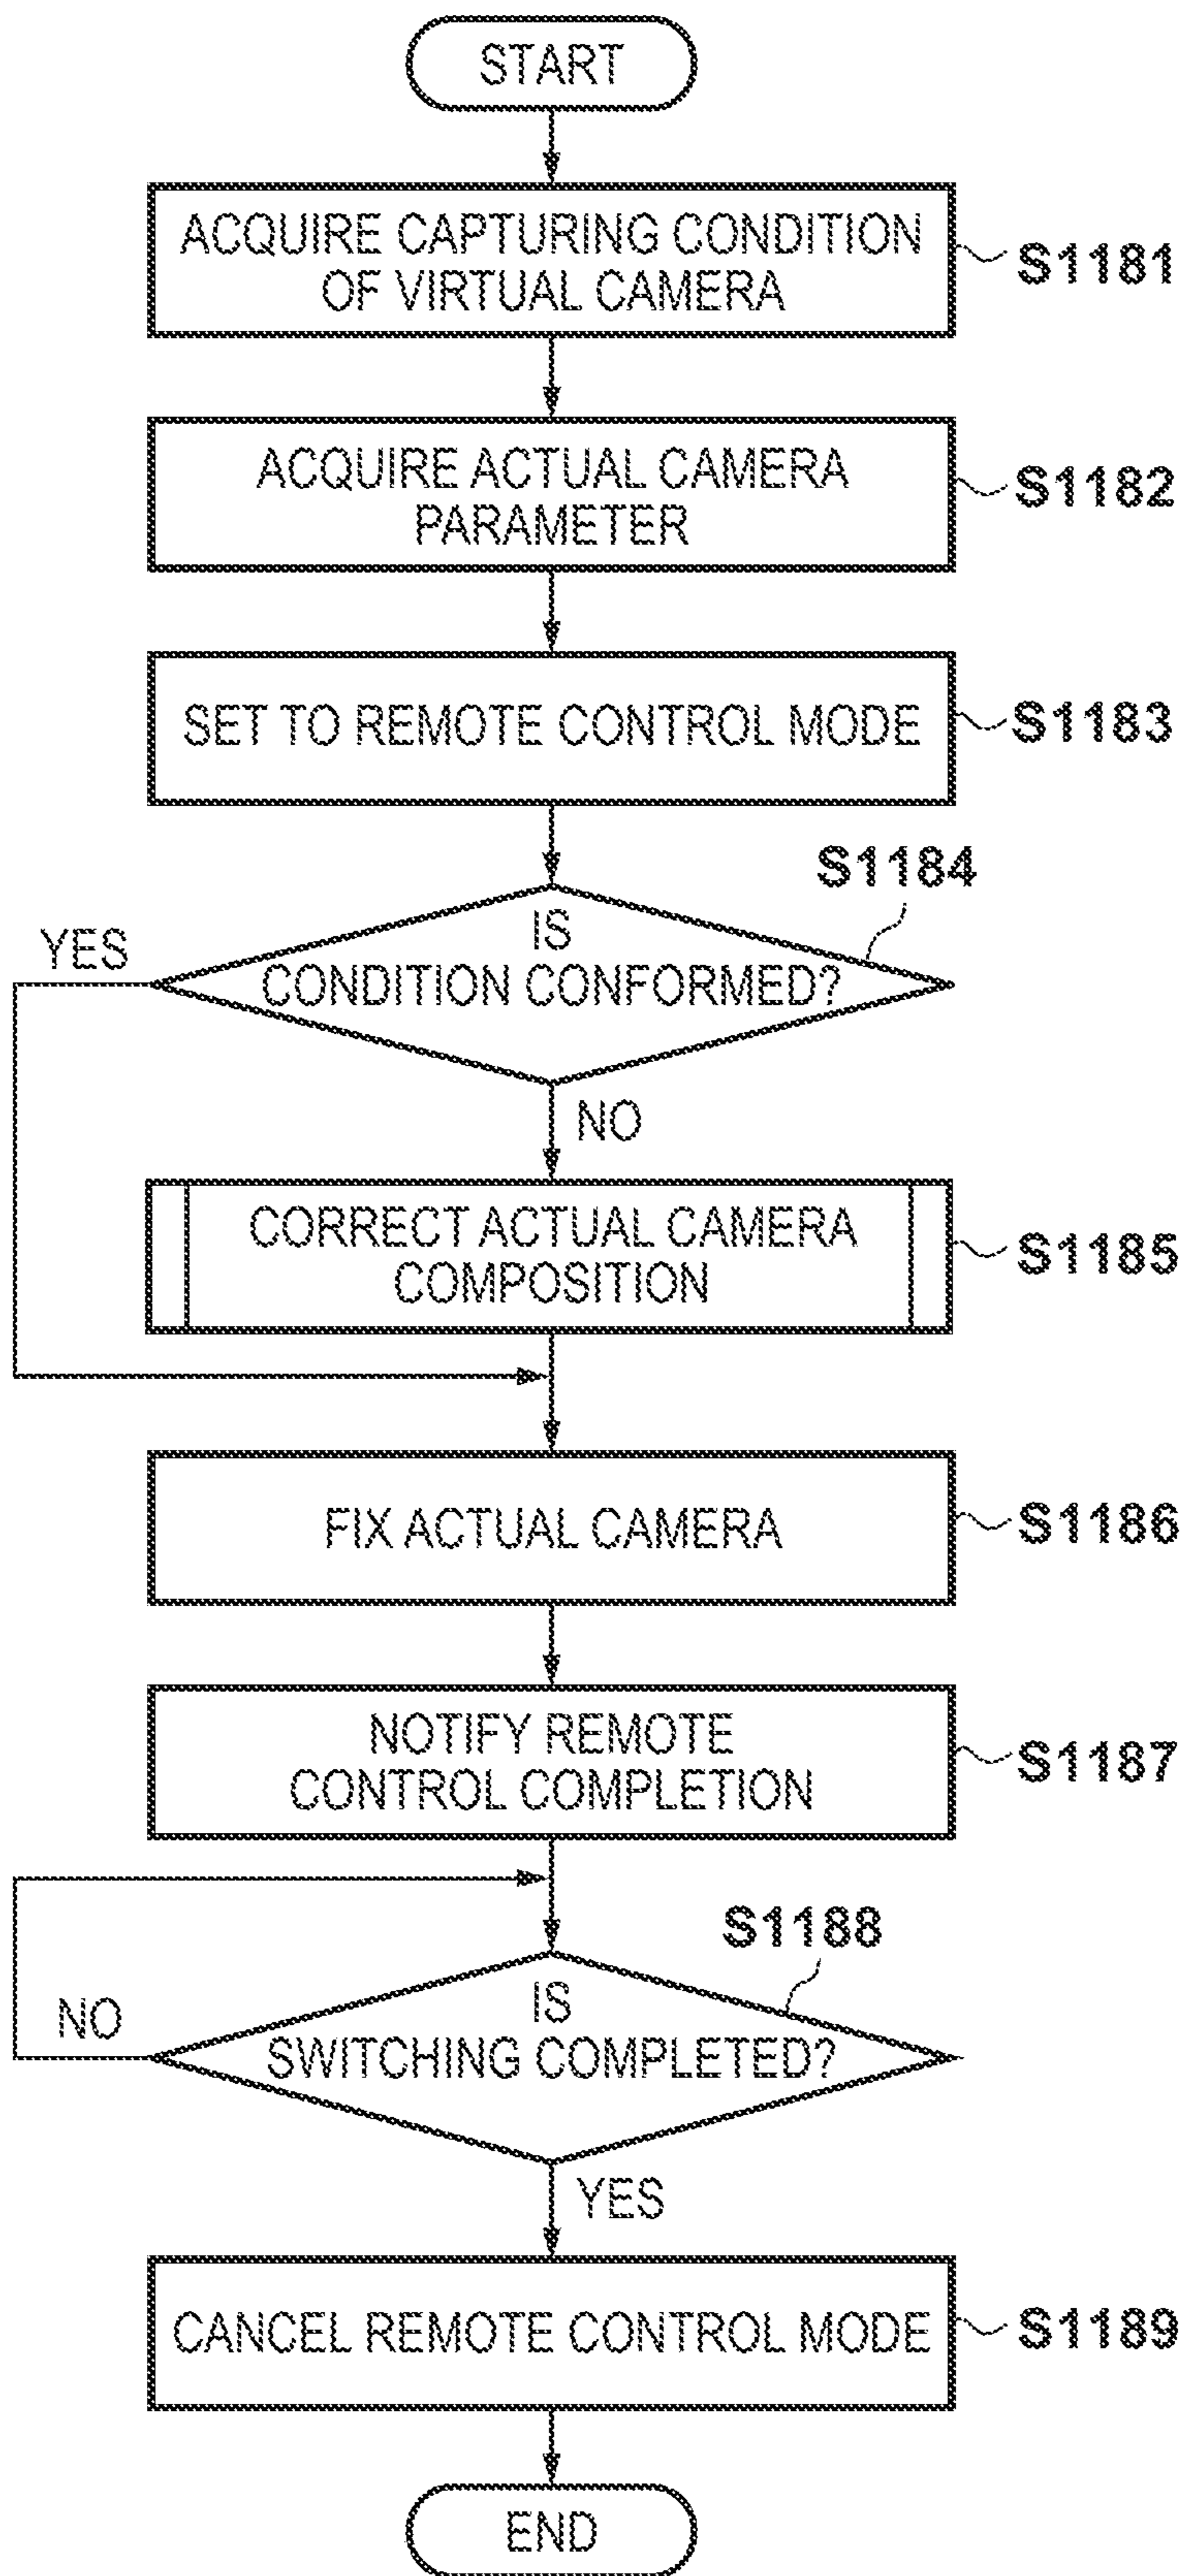 START
ACQUIRE CAPTURING CONDITION
OF VIRTUAL CAMERA
S1181
ACQUIRE ACTUAL CAMERA
PARAMETER
S1182
SET TO REMOTE CONTROL MODE
S1183
S1184
YES
IS
CONDITION CONFORMED?
NO
CORRECT ACTUAL CAMERA
COMPOSITION
S1185
FIX ACTUAL CAMERA
S1186
NOTIFY REMOTE
CONTROL COMPLETION
S1187
S1188
NO
IS
SWITCHING COMPLETED?
YES
CANCEL REMOTE CONTROL MODE
S1189
END